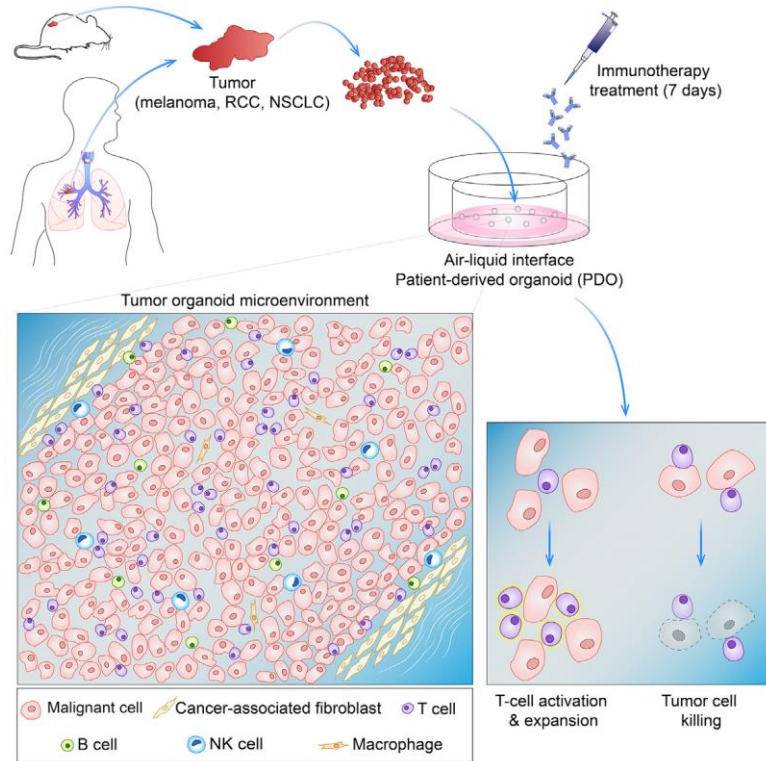 Tumor
(melanoma, RCC, NSCLC)
Immunotherapy
treatment (7 days)
Air-liquid interface
Patient-derived organoid (PDO)
Tumor organoid microenvironment
Malignant cell
Cancer-associated fibroblast
T cell
B cell
NK cell
Macrophage
T-cell activation
& expansion
Tumor cell
killing